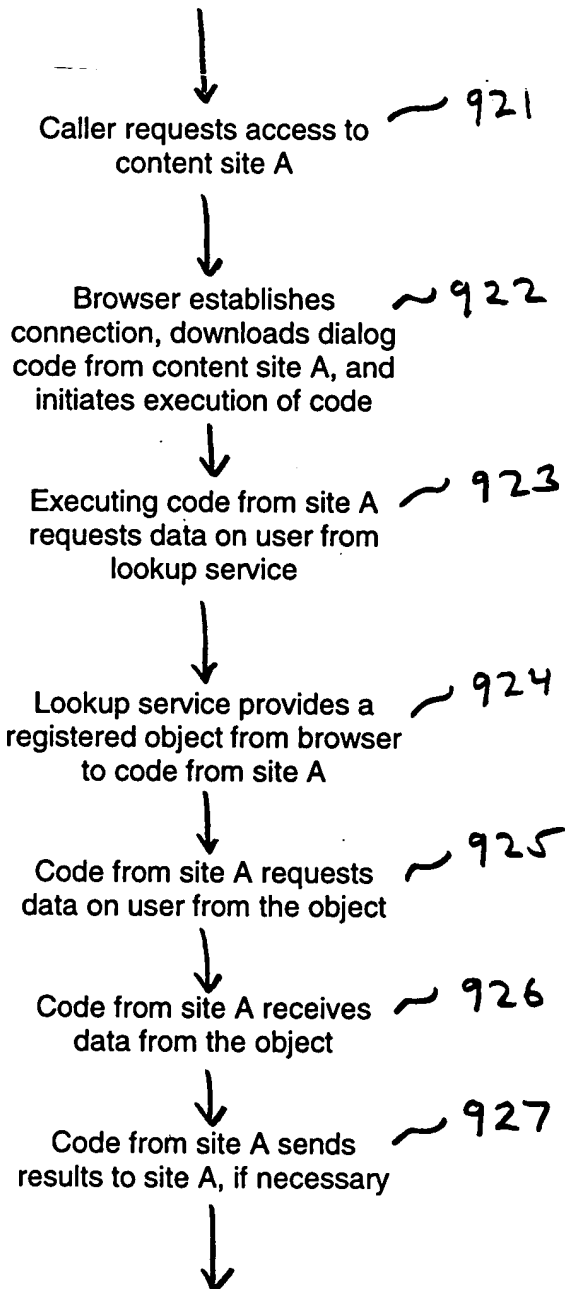 921
Caller requests access to
content site A
922
Browser establishes
connection, downloads dialog
code from content site A, and
initiates execution of code
923
Executing code from site A
requests data on user from
lookup service
924
Lookup service provides a
registered object from browser
to code from site A
925
Code from site A requests
data on user from the object
926
Code from site A receives
data from the object
927
Code from site A sends
results to site A, if necessary